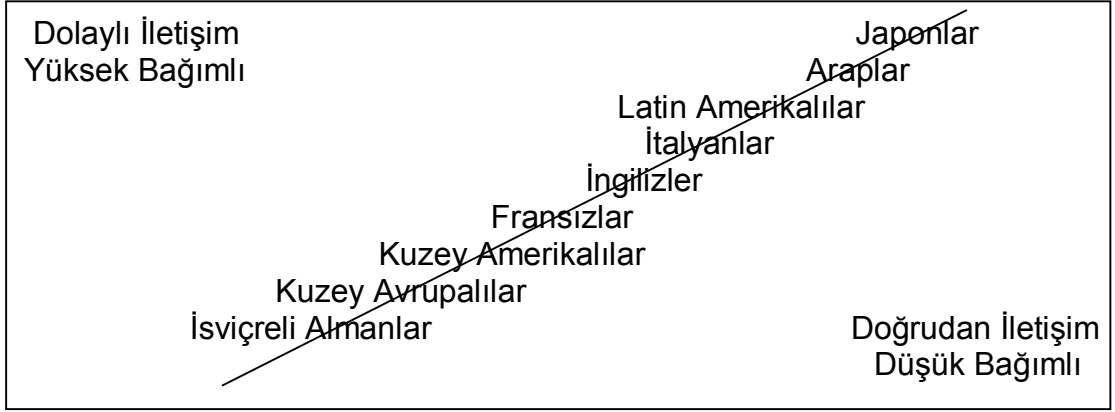 Dolaylı İletişim
Yüksek Bağımlı
Japonlar
Araplar
Latin Amerikalılar
İtalyanlar
İngilizler
Fransızlar
Kuzey Amerikalılar
Kuzey Avrupalılar
İsviçreli Almanlar
Doğrudan İletişim
Düşük Bağımlı